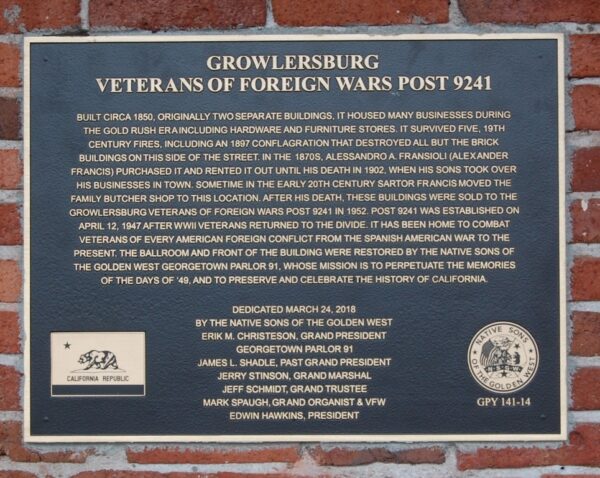 GROWLERSBURG
VETERANS OF FOREIGN WARS POST 9241
BUILT CIRCA 1850, ORIGINALLY TWO SEPARATE BUILDINGS, IT HOUSED MANY BUSINESSES DURING
THE GOLD RUSH ERA INCLUDING HARDWARE AND FURNITURE STORES. IT SURVIVED FIVE, 19TH
CENTURY FIRES, INCLUDING AN 1897 CONFLAGRATION THAT DESTROYED ALL BUT THE BRICK
BUILDINGS ON THIS SIDE OF THE STREET. IN THE 1870S, ALESSANDRO A. FRANSIOLI (ALEXANDER
FRANCIS) PURCHASED IT AND RENTED IT OUT UNTIL HIS DEATH IN 1902, WHEN HIS SONS TOOK OVER
HIS BUSINESSES IN TOWN. SOMETIME IN THE EARLY 20TH CENTURY SARTOR FRANCIS MOVED THE
FAMILY BUTCHER SHOP TO THIS LOCATION. AFTER HIS DEATH, THESE BUILDINGS WERE SOLD TO THE
GROWLERSBURG VETERANS OF FOREIGN WARS POST 9241 IN 1952. POST 9241 WAS ESTABLISHED ON
APRIL 12, 1947 AFTER WWII VETERANS RETURNED TO THE DIVIDE. IT HAS BEEN HOME TO COMBAT
VETERANS OF EVERY AMERICAN FOREIGN CONFLICT FROM THE SPANISH AMERICAN WAR TO THE
PRESENT. THE BALLROOM AND FRONT OF THE BUILDING WERE RESTORED BY THE NATIVE SONS OF
THE GOLDEN WEST GEORGETOWN PARLOR 91, WHOSE MISSION IS TO PERPETUATE THE MEMORIES
OF THE DAYS OF '49, AND TO PRESERVE AND CELEBRATE THE HISTORY OF CALIFORNIA.
DEDICATED MARCH 24, 2018
BY THE NATIVE SONS OF THE GOLDEN WEST
ERIK M. CHRISTESON, GRAND PRESIDENT
GEORGETOWN PARLOR 91
JAMES L. SHADLE, PAST GRAND PRESIDENT
JERRY STINSON, GRAND MARSHAL
JEFF SCHMIDT, GRAND TRUSTEE
MARK SPAUGH, GRAND ORGANIST & VFW
EDWIN HAWKINS, PRESIDENT
CALIFORNIA REPUBLIC
NATIVE SONS
OF THE GOLDEN WEST
GPY 141-14